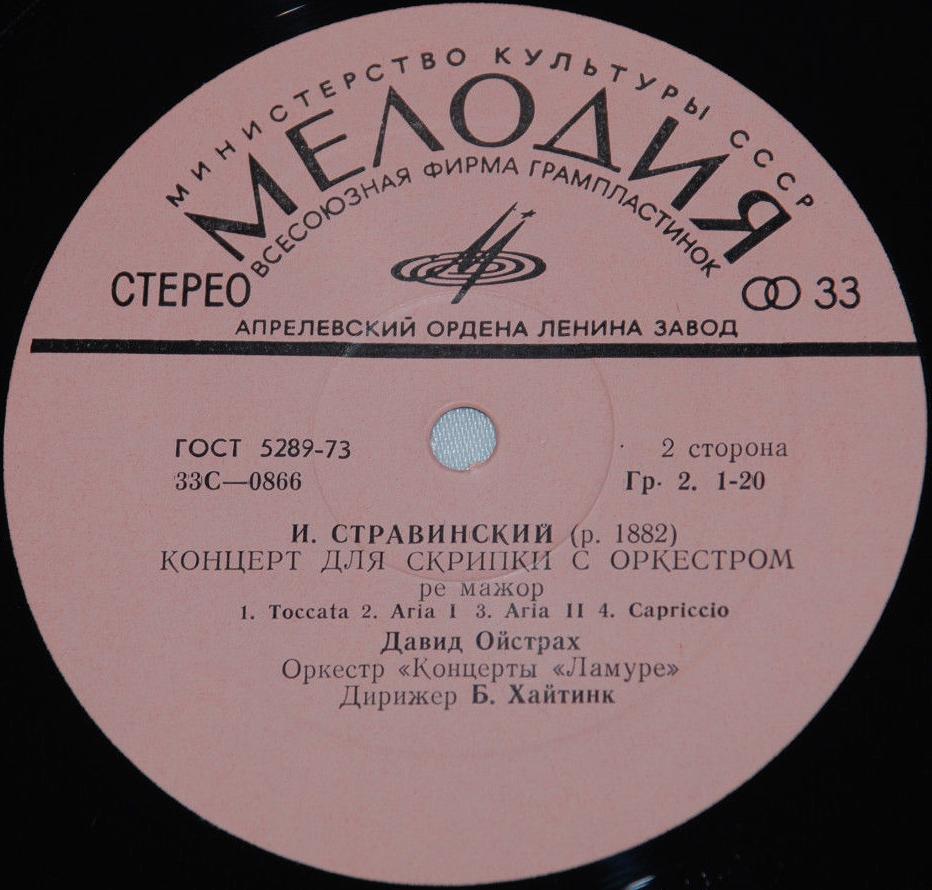 МИНИСТЕРСТВО КУЛЬТУРЫ СССР
МЕЛОДИЯ
ВСЕСОЮЗНАЯ ФИРМА ГРАМПЛАСТИНОК
СТЕРЕО
33
АПРЕЛЕВСКИЙ ОРДЕНА ЛЕНИНА ЗАВОД
ГОСТ 5289-73
2 сторона
33С—0866
Гр. 2. 1-20
И. СТРАВИНСКИЙ (р. 1882)
КОНЦЕРТ ДЛЯ СКРИПКИ С ОРКЕСТРОМ
ре мажор
1. Toccata 2. Aria I 3. Aria II 4. Capriccio
Давид Ойстрах
Оркестр «Концерты «Ламуре»
Дирижер Б. Хайтинк